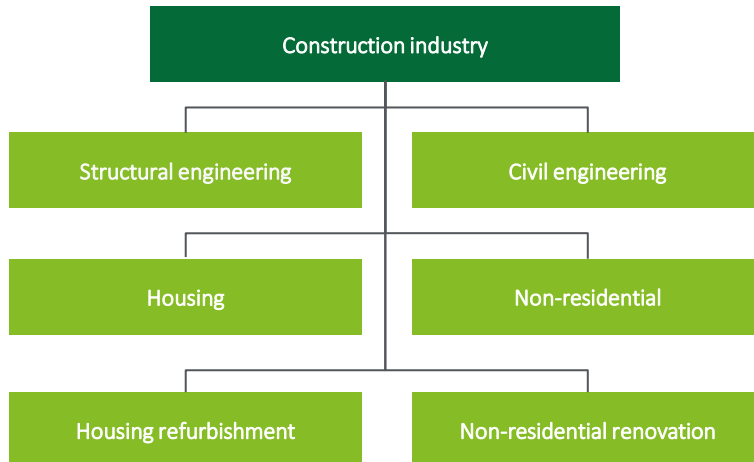 Construction industry
Structural engineering
Civil engineering
Housing
Non-residential
Housing refurbishment
Non-residential renovation